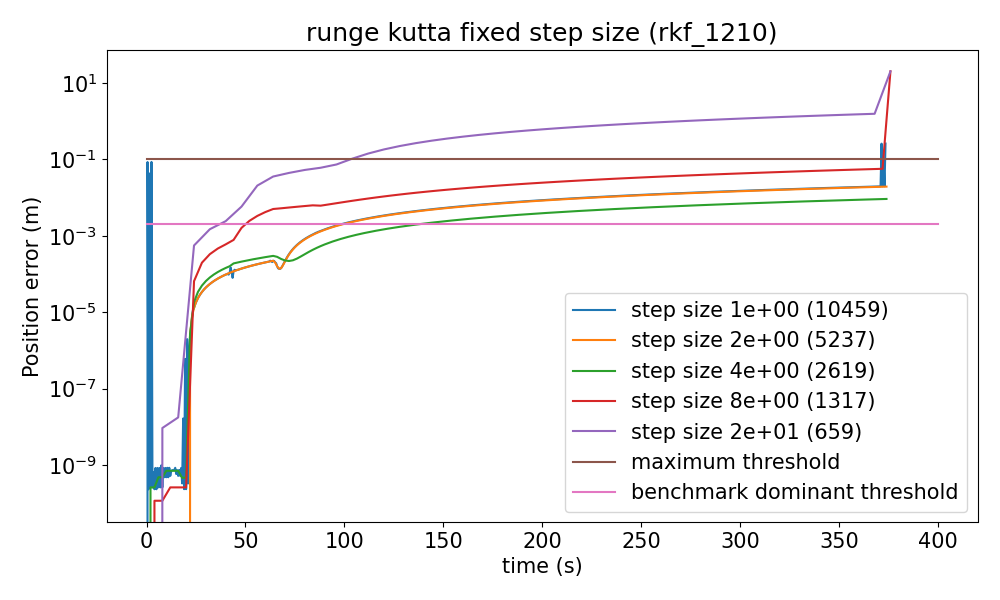 runge kutta fixed step size (rkf_1210)
Position error (m)
10^1
10^-1
10^-3
10^-5
10^-7
10^-9
step size 1e+00 (10459)
step size 2e+00 (5237)
step size 4e+00 (2619)
step size 8e+00 (1317)
step size 2e+01 (659)
maximum threshold
benchmark dominant threshold
0 50 100 150 200 250 300 350 400
time (s)